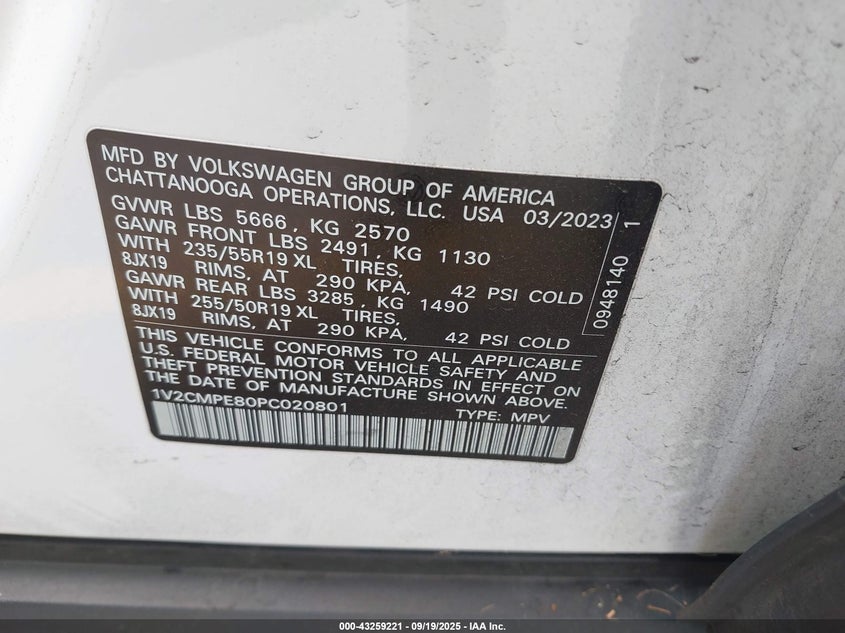 MFD BY VOLKSWAGEN GROUP OF AMERICA
CHATTANOOGA OPERATIONS, LLC. USA 03/2023
GVWR LBS 5666, KG 2570
GAWR FRONT LBS 2491, KG 1130
WITH 235/55R19 XL TIRES,
8JX19 RIMS, AT 290 KPA, 42 PSI COLD
GAWR REAR LBS 3285, KG 1490
WITH 255/50R19 XL TIRES,
8JX19 RIMS, AT 290 KPA, 42 PSI COLD
THIS VEHICLE CONFORMS TO ALL APPLICABLE
U.S. FEDERAL MOTOR VEHICLE SAFETY AND
THEFT PREVENTION STANDARDS IN EFFECT ON
THE DATE OF MANUFACTURE SHOWN ABOVE.
1V2CMPE80PC020801 TYPE: MPV
0948140 1
000-43259221 - 09/19/2025 - IAA Inc.